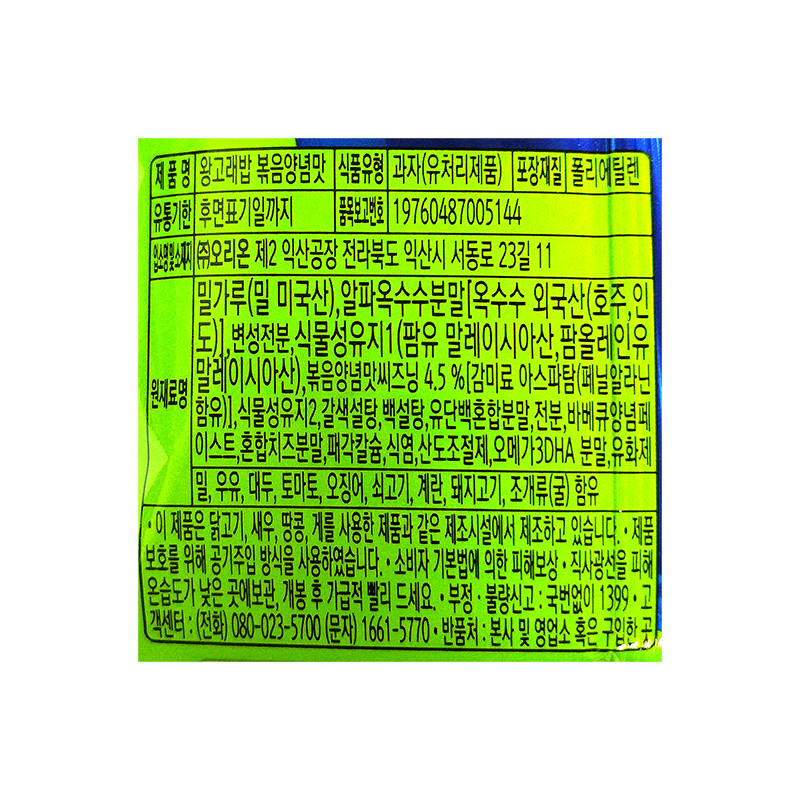 제 품 명 왕고래밥 볶음양념맛 식품유형 과자(유처리제품) 포장재질 폴리에틸렌
유통기한 후면표기일까지 품목보고번호 19760487005144
업소명및소재지 (주)오리온 제2 익산공장 전라북도 익산시 서동로 23길 11
원재료명
밀가루(밀 미국산),알파옥수수분말[옥수수 외국산(호주,인
도)],변성전분,식물성유지1(팜유 말레이시아산,팜올레인유
말레이시아산),볶음양념맛씨즈닝 4.5 %[감미료 아스파탐(페닐알라닌
함유)],식물성유지2,갈색설탕,백설탕,유단백혼합분말,전분,바베큐양념페
이스트,혼합치즈분말,패각칼슘,식염,산도조절제,오메가3DHA 분말,유화제
밀, 우유, 대두, 토마토, 오징어, 쇠고기, 계란, 돼지고기, 조개류(굴) 함유
• 이 제품은 닭고기, 새우, 땅콩, 게를 사용한 제품과 같은 제조시설에서 제조하고 있습니다. • 제품
보호를 위해 공기주입 방식을 사용하였습니다. • 소비자 기본법에 의한 피해보상 • 직사광선을 피해
온습도가 낮은 곳에보관, 개봉 후 가급적 빨리 드세요. • 부정 · 불량신고 : 국번없이 1399 • 고
객센터 : (전화) 080-023-5700 (문자) 1661-5770 • 반품처 : 본사 및 영업소 혹은 구입한 곳